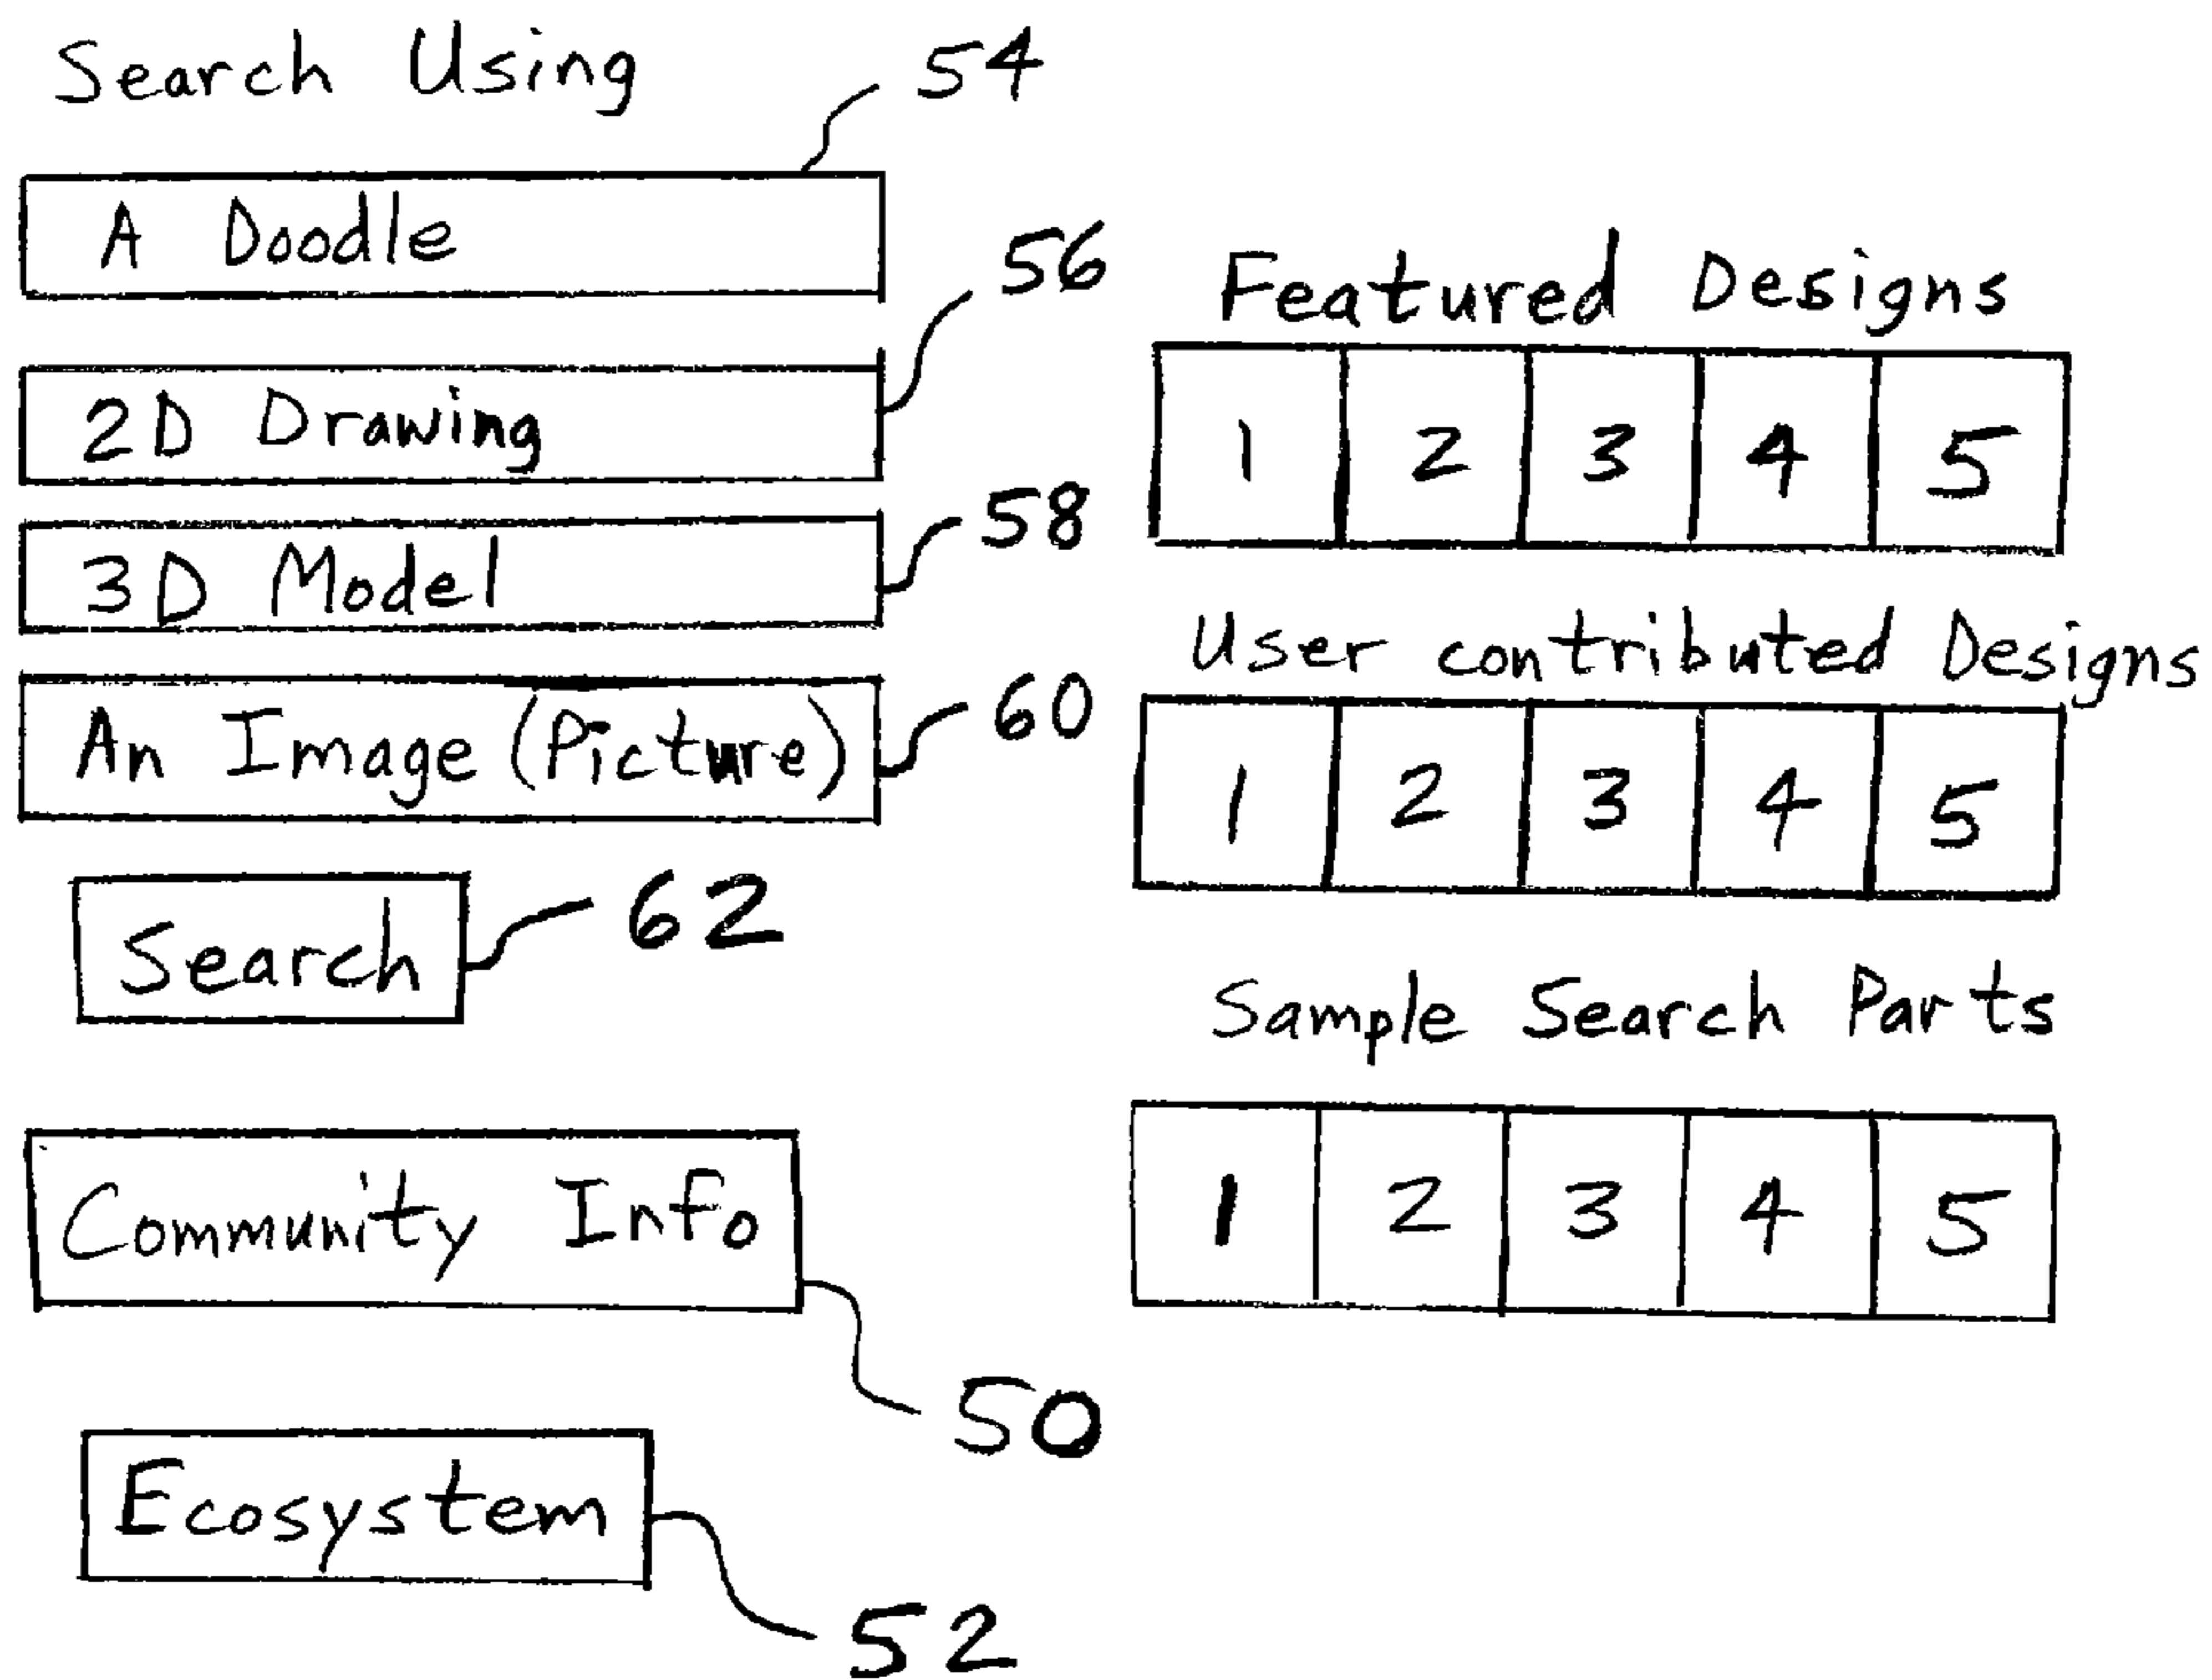 Search Using
54
A Doodle
56
2D Drawing
58
3D Model
60
An Image (Picture)
Search
62
Community Info
50
Ecosystem
52
Featured Designs
1 2 3 4 5
User contributed Designs
1 2 3 4 5
Sample Search Parts
1 2 3 4 5